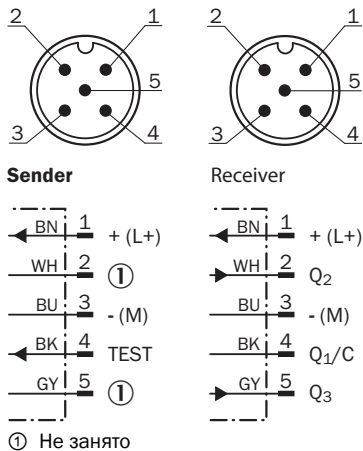 2 1
5
3 4
2 1
5
3 4
Sender
BN 1 + (L+)
WH 2 ①
BU 3 - (M)
BK 4 TEST
GY 5 ①
Receiver
BN 1 + (L+)
WH 2 Q₂
BU 3 - (M)
BK 4 Q₁/C
GY 5 Q₃
① Не занято